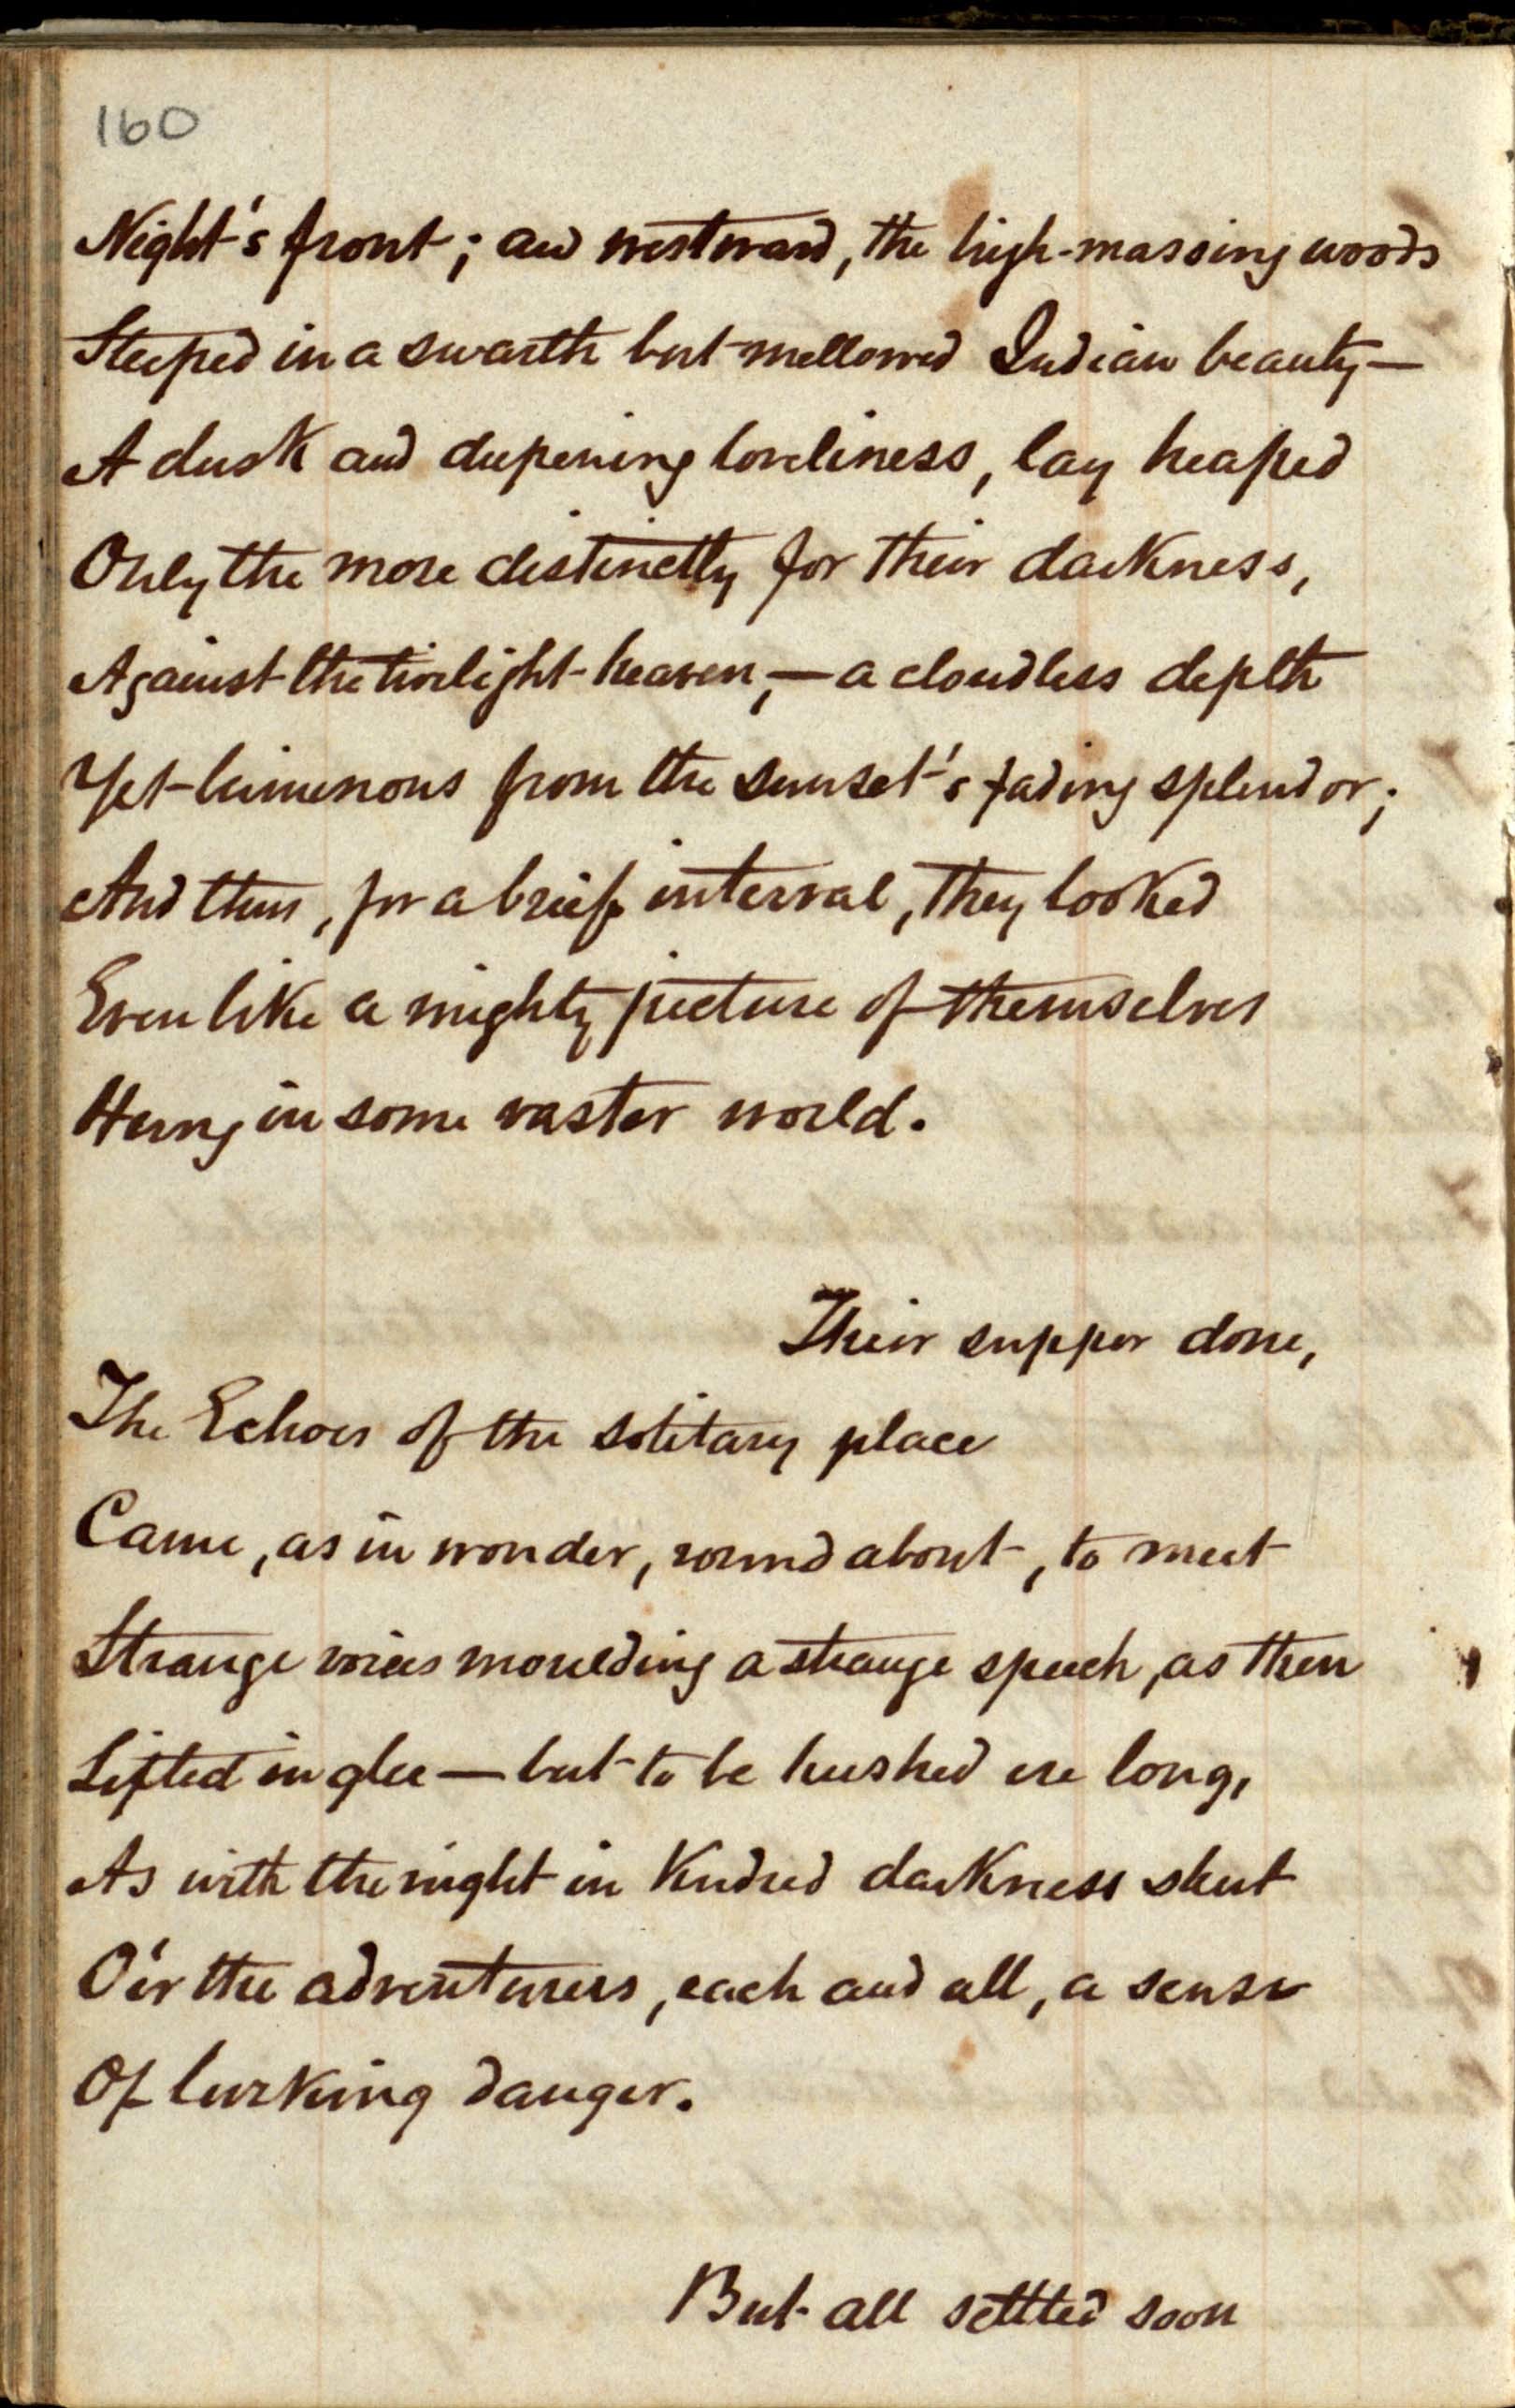 160
Night's front; and westward, the high-massing woods
Steeped in a swarth but mellowed Indian beauty—
A dusk and deepening loveliness, lay heaped
Only the more distinctly for their darkness,
Against the twilight heaven,—a cloudless depth
Yet luminous from the sunset's fading splendor;
And thus, for a brief interval, they looked
Even like a mighty picture of themselves
Hung in some vaster world.
Their supper done,
The Echoes of the solitary place
Came, as in wonder, round about, to meet
Strange voices moulding a strange speech, as then
Lifted in glee—but to be hushed ere long,
As with the night in kindred darkness shut
O'er the adventurers, each and all, a sense
Of lurking danger.
But all settled soon